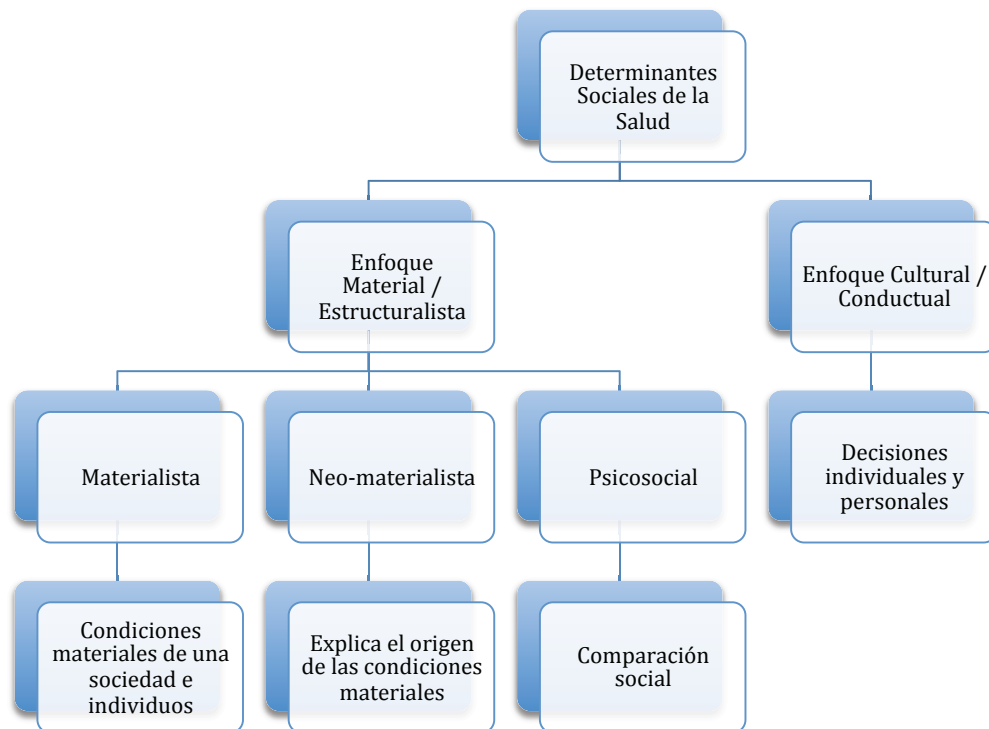 Determinantes
Sociales de la
Salud
Enfoque
Material /
Estructuralista
Enfoque Cultural /
Conductual
Materialista
Neo-materialista
Psicosocial
Decisiones
individuales y
personales
Condiciones
materiales de una
sociedad e
individuos
Explica el origen
de las condiciones
materiales
Comparación
social